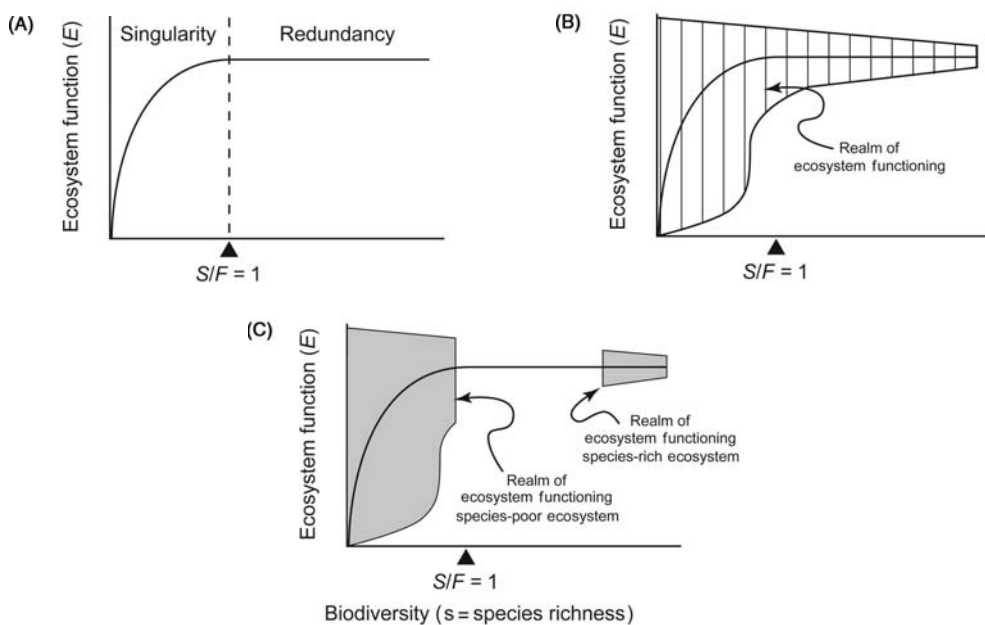 (A)
Ecosystem function (E)
Singularity
Redundancy
S/F = 1
(B)
Ecosystem function (E)
Realm of
ecosystem functioning
S/F = 1
(C)
Ecosystem function (E)
Realm of
ecosystem functioning
species-rich ecosystem
Realm of
ecosystem functioning
species-poor ecosystem
S/F = 1
Biodiversity (s = species richness)